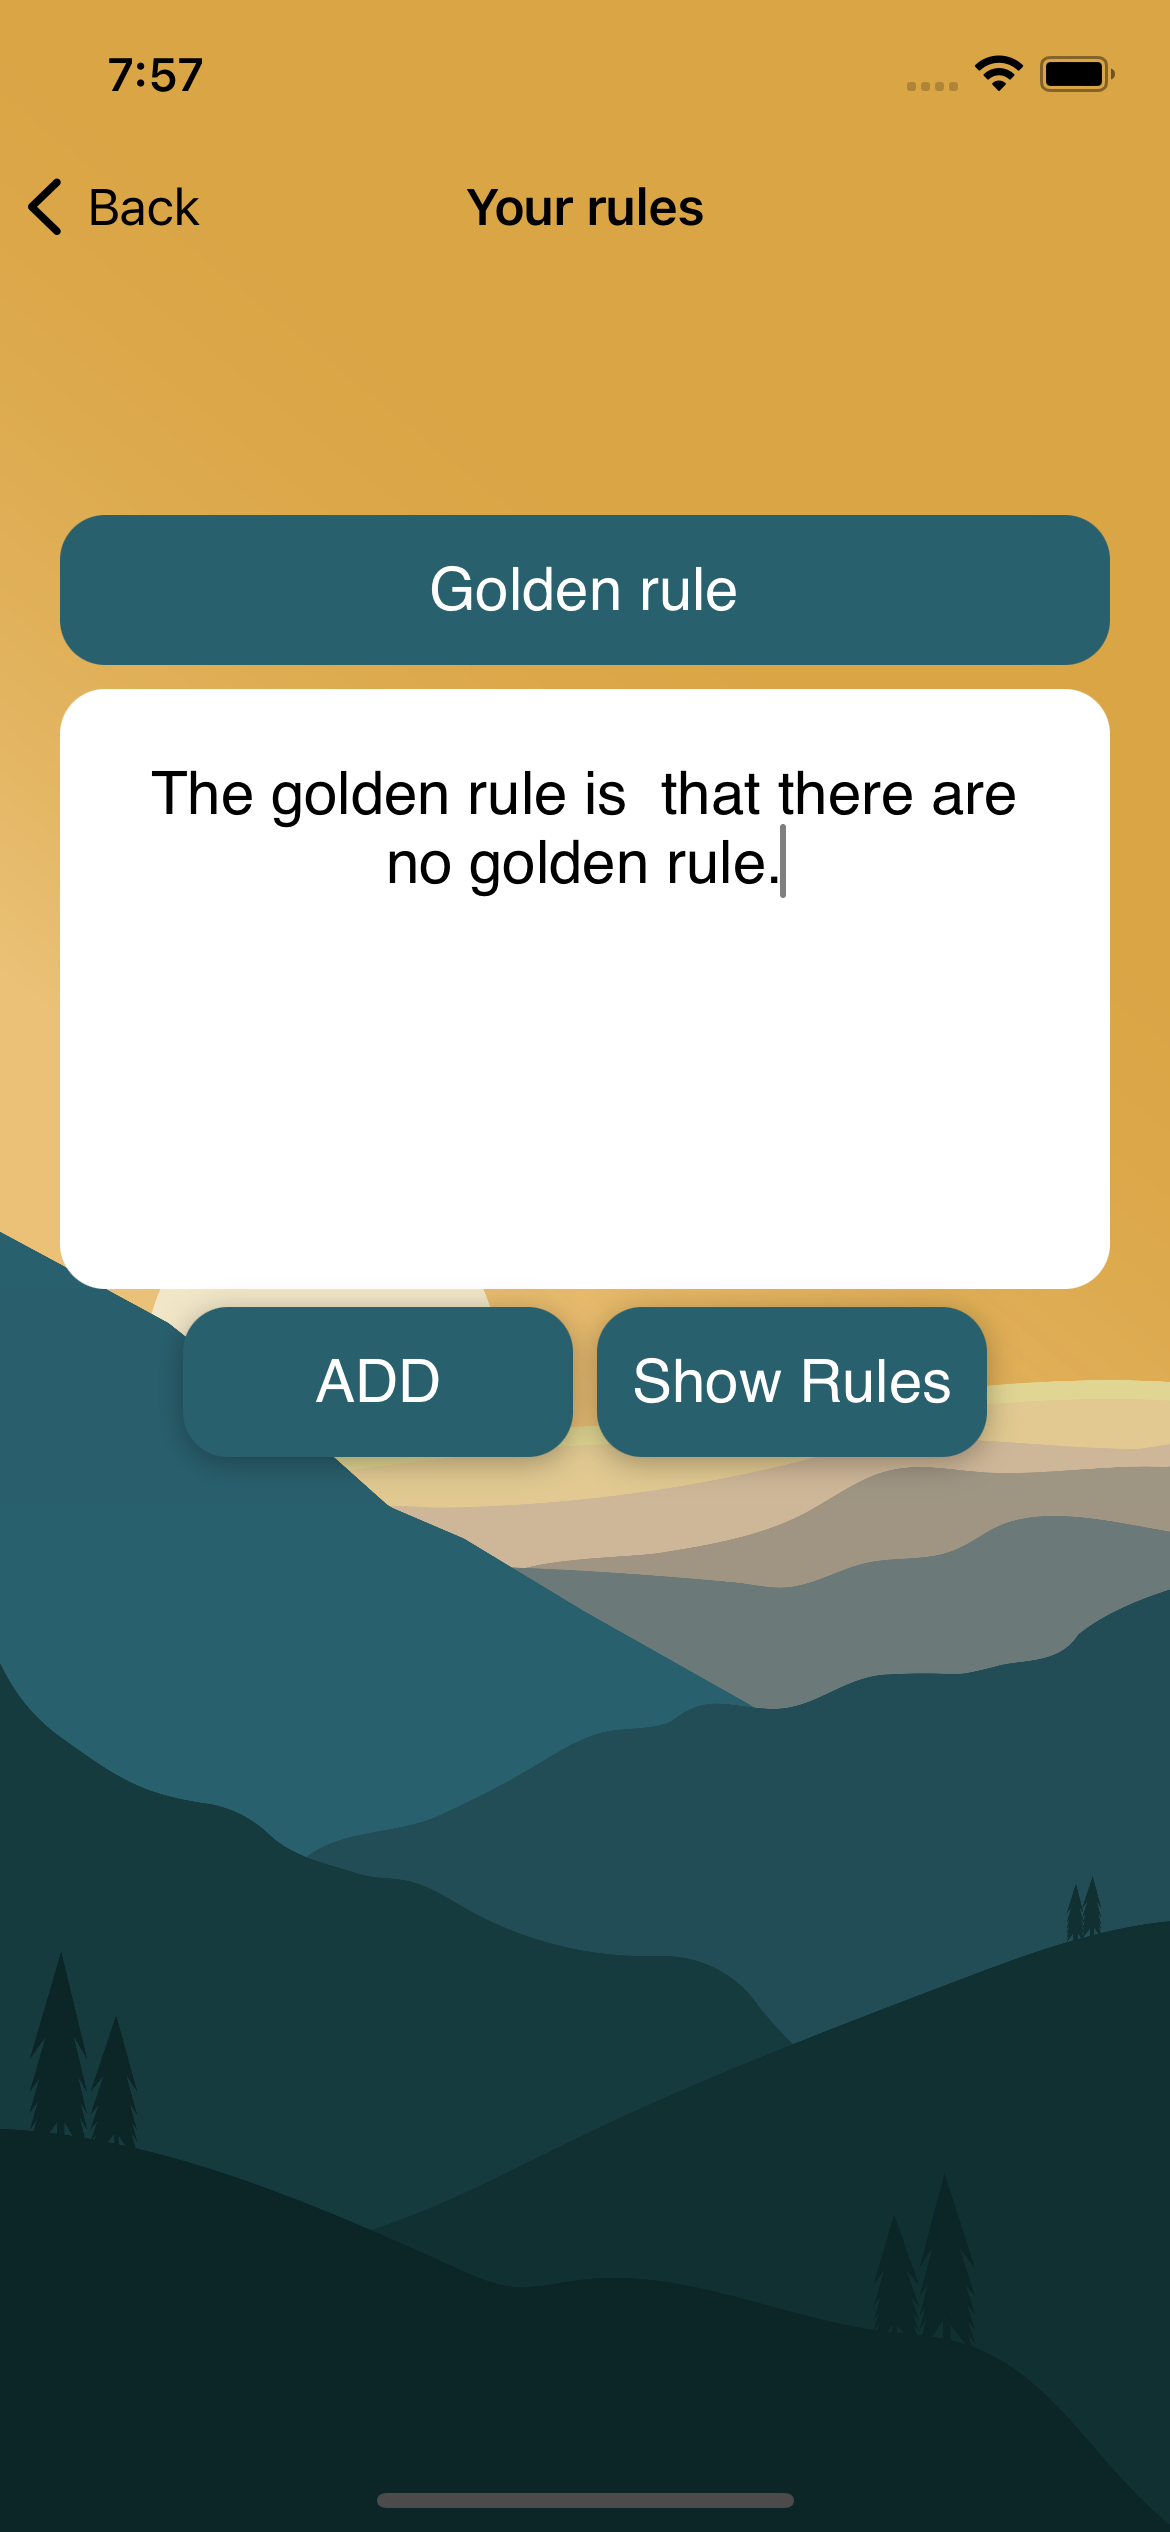 7:57
Back
Your rules
Golden rule
The golden rule is  that there are
no golden rule.
ADD
Show Rules